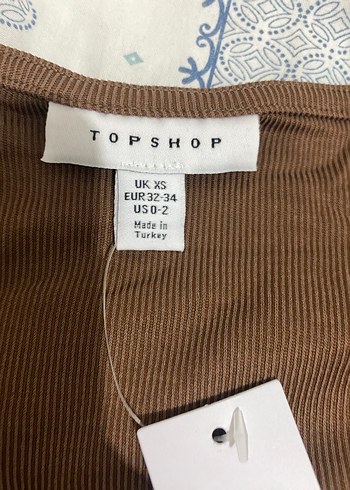 TOPSHOP
UK XS
EUR 32-34
US 0-2
Made in
Turkey